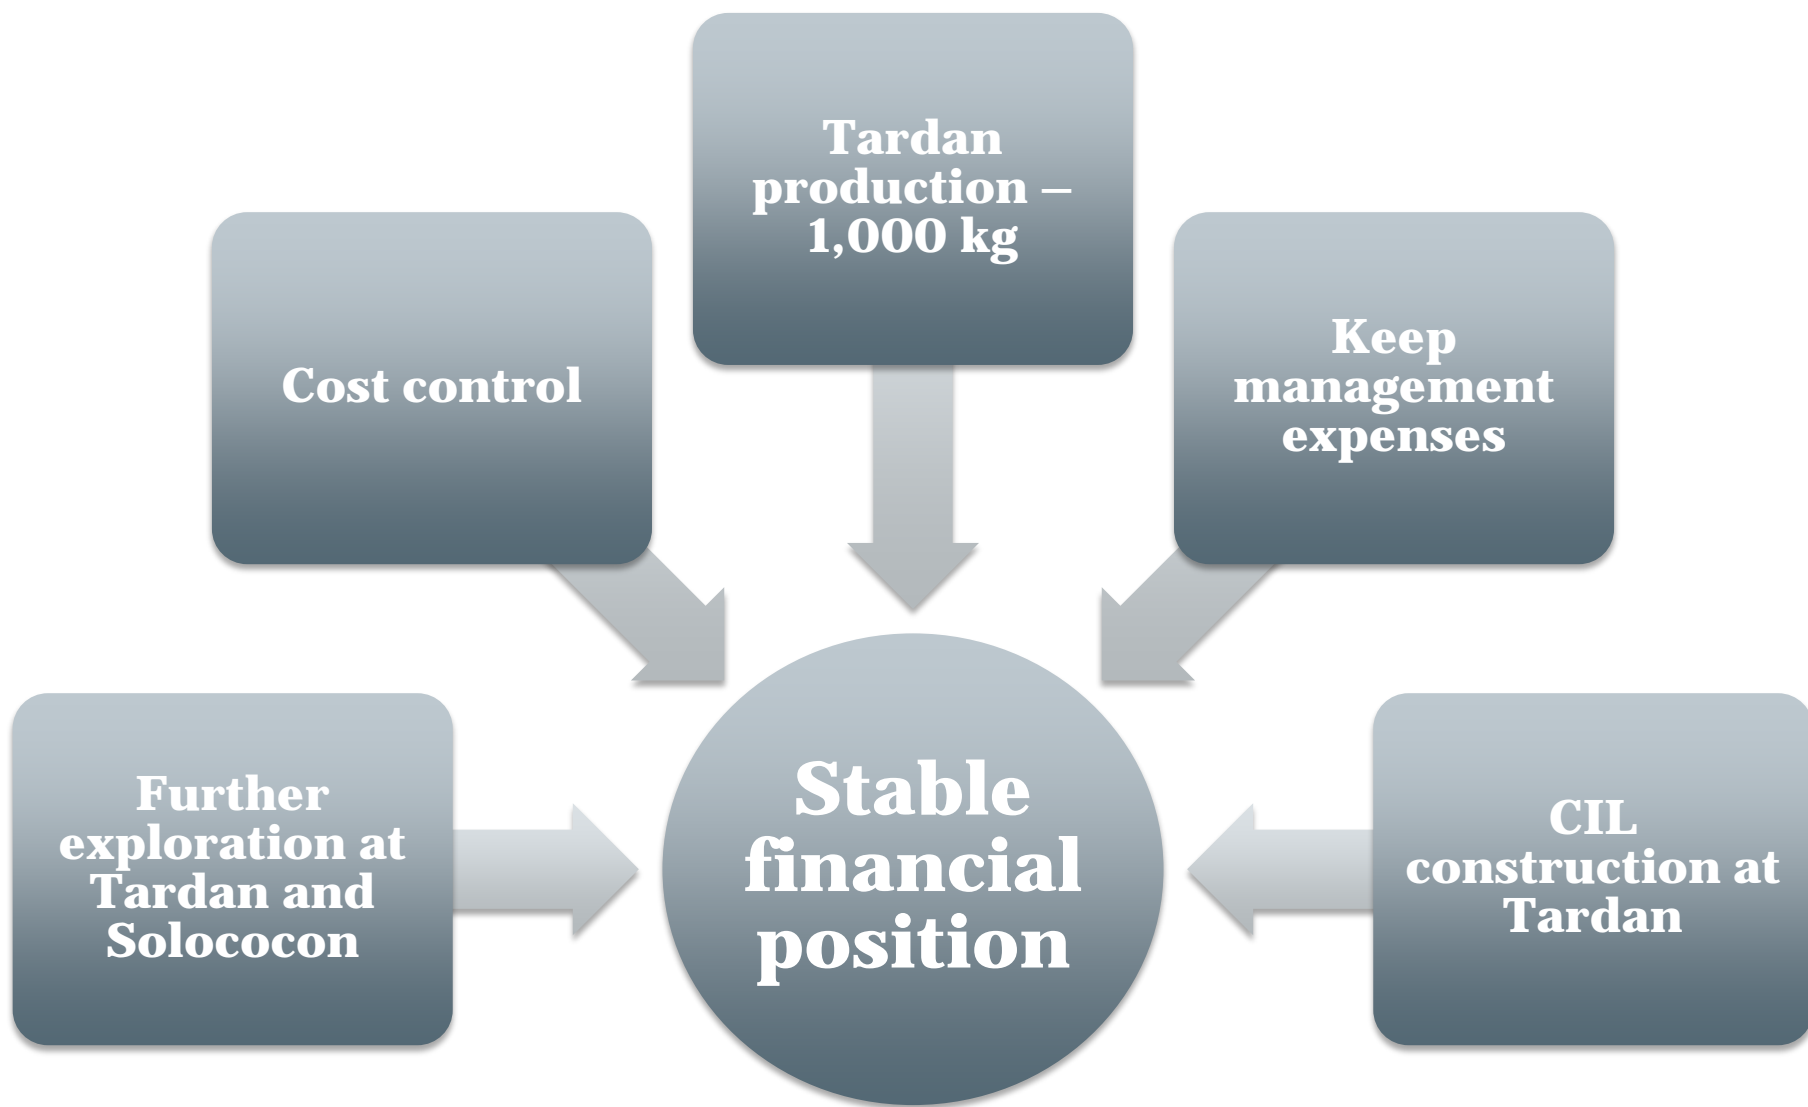 Tardan
production –
1,000 kg
Cost control
Keep
management
expenses
Further
exploration at
Tardan and
Solococon
Stable
financial
position
CIL
construction at
Tardan